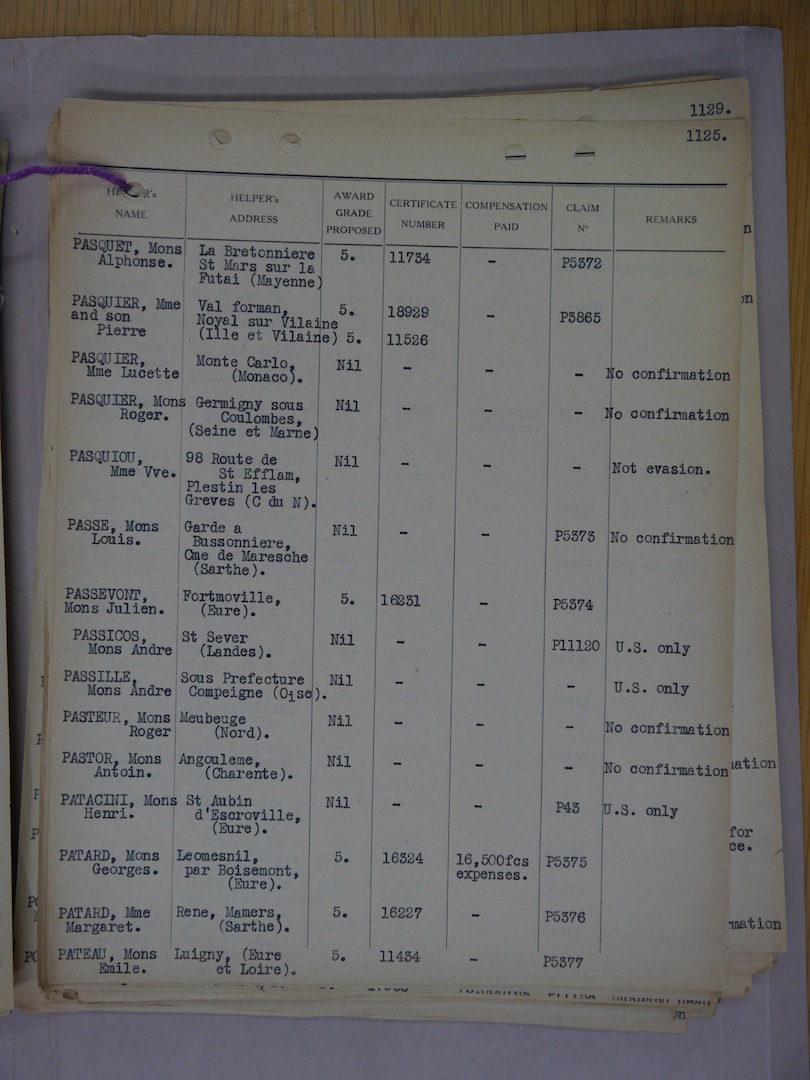 1129.
1125.
HELPER's NAME HELPER's ADDRESS AWARD GRADE PROPOSED CERTIFICATE NUMBER COMPENSATION PAID CLAIM N° REMARKS
PASQUET, Mons La Bretonniere 5. 11734 - P5372
Alphonse. St Mars sur la
Futai (Mayenne)
PASQUIER, Mme Val forman, 5. 18929 - P3865
and son Noyal sur Vilaine
Pierre (Ille et Vilaine) 5. 11526
PASQUIER, Monte Carlo, Nil - - - No confirmation
Mme Lucette (Monaco).
PASQUIER, Mons Germigny sous Nil - - - No confirmation
Roger. Coulombes,
(Seine et Marne)
PASQUIOU, 98 Route de Nil - - - Not evasion.
Mme Vve. St Efflam,
Plestin les
Greves (C du N).
PASSE, Mons Garde a Nil - - P5373 No confirmation
Louis. Bussonniere,
Cme de Maresche
(Sarthe).
PASSEVONT, Fortmoville, 5. 16231 - P5374
Mons Julien. (Eure).
PASSICOS, St Sever Nil - - P11120 U.S. only
Mons Andre (Landes).
PASSILLE, Sous Prefecture Nil - - - U.S. only
Mons Andre Compeigne (Oise).
PASTEUR, Mons Meubeuge Nil - - - No confirmation
Roger (Nord).
PASTOR, Mons Angouleme, Nil - - - No confirmation
Antoin. (Charente).
PATACINI, Mons St Aubin Nil - - P43 U.S. only
Henri. d'Escroville,
(Eure).
PATARD, Mons Leomesnil, 5. 16324 16,500fcs P5375
Georges. par Boisemont, expenses.
(Eure).
PATARD, Mme Rene, Mamers, 5. 16227 - P5376
Margaret. (Sarthe).
PATEAU, Mons Luigny, (Eure 5. 11434 - P5377
Emile. et Loire).